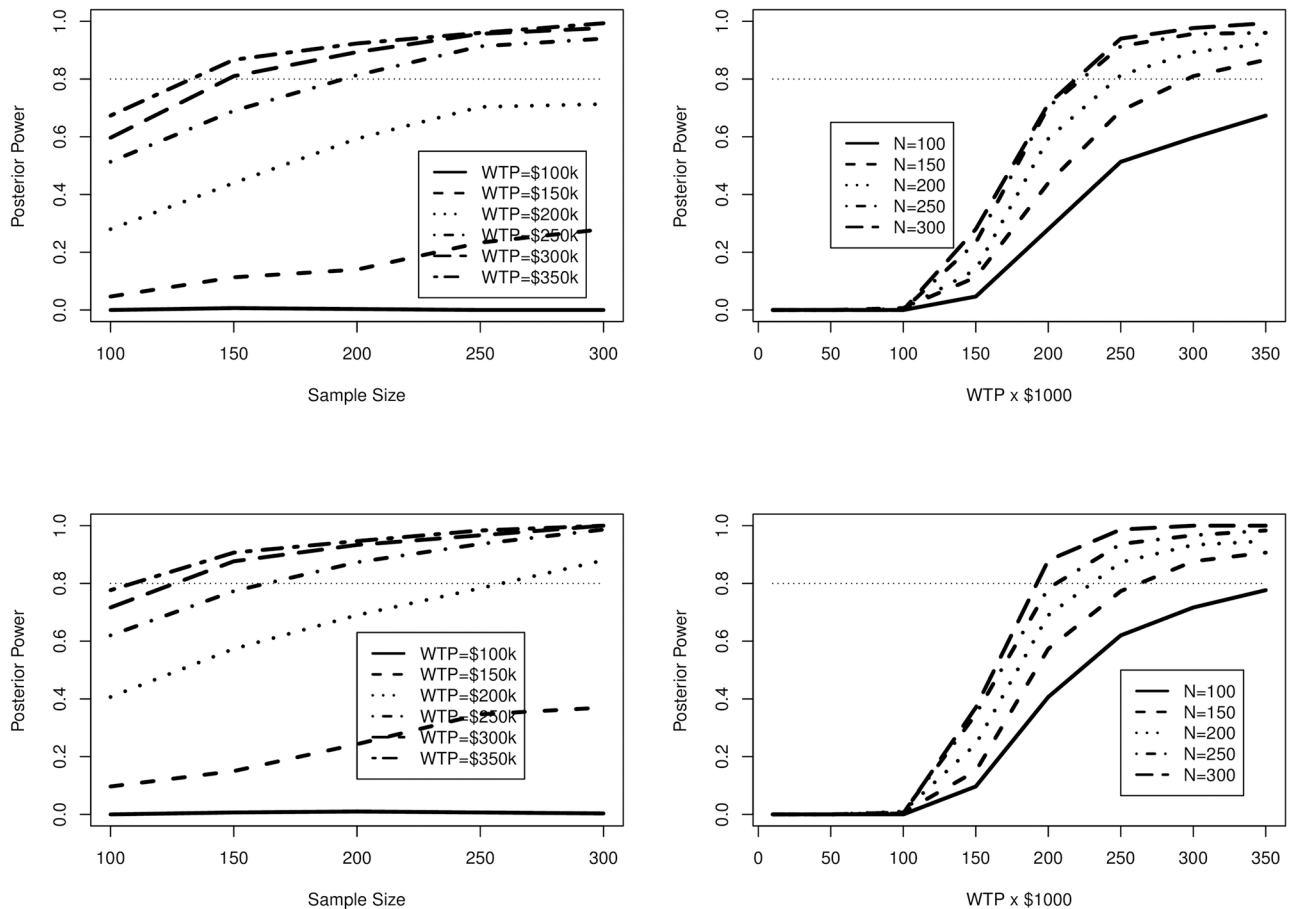 Posterior Power
0.0 0.2 0.4 0.6 0.8 1.0
WTP=$100k
WTP=$150k
WTP=$200k
WTP=$250k
WTP=$300k
WTP=$350k
100 150 200 250 300
Sample Size
Posterior Power
0.0 0.2 0.4 0.6 0.8 1.0
N=100
N=150
N=200
N=250
N=300
0 50 100 150 200 250 300 350
WTP x $1000
Posterior Power
0.0 0.2 0.4 0.6 0.8 1.0
WTP=$100k
WTP=$150k
WTP=$200k
WTP=$250k
WTP=$300k
WTP=$350k
100 150 200 250 300
Sample Size
Posterior Power
0.0 0.2 0.4 0.6 0.8 1.0
N=100
N=150
N=200
N=250
N=300
0 50 100 150 200 250 300 350
WTP x $1000